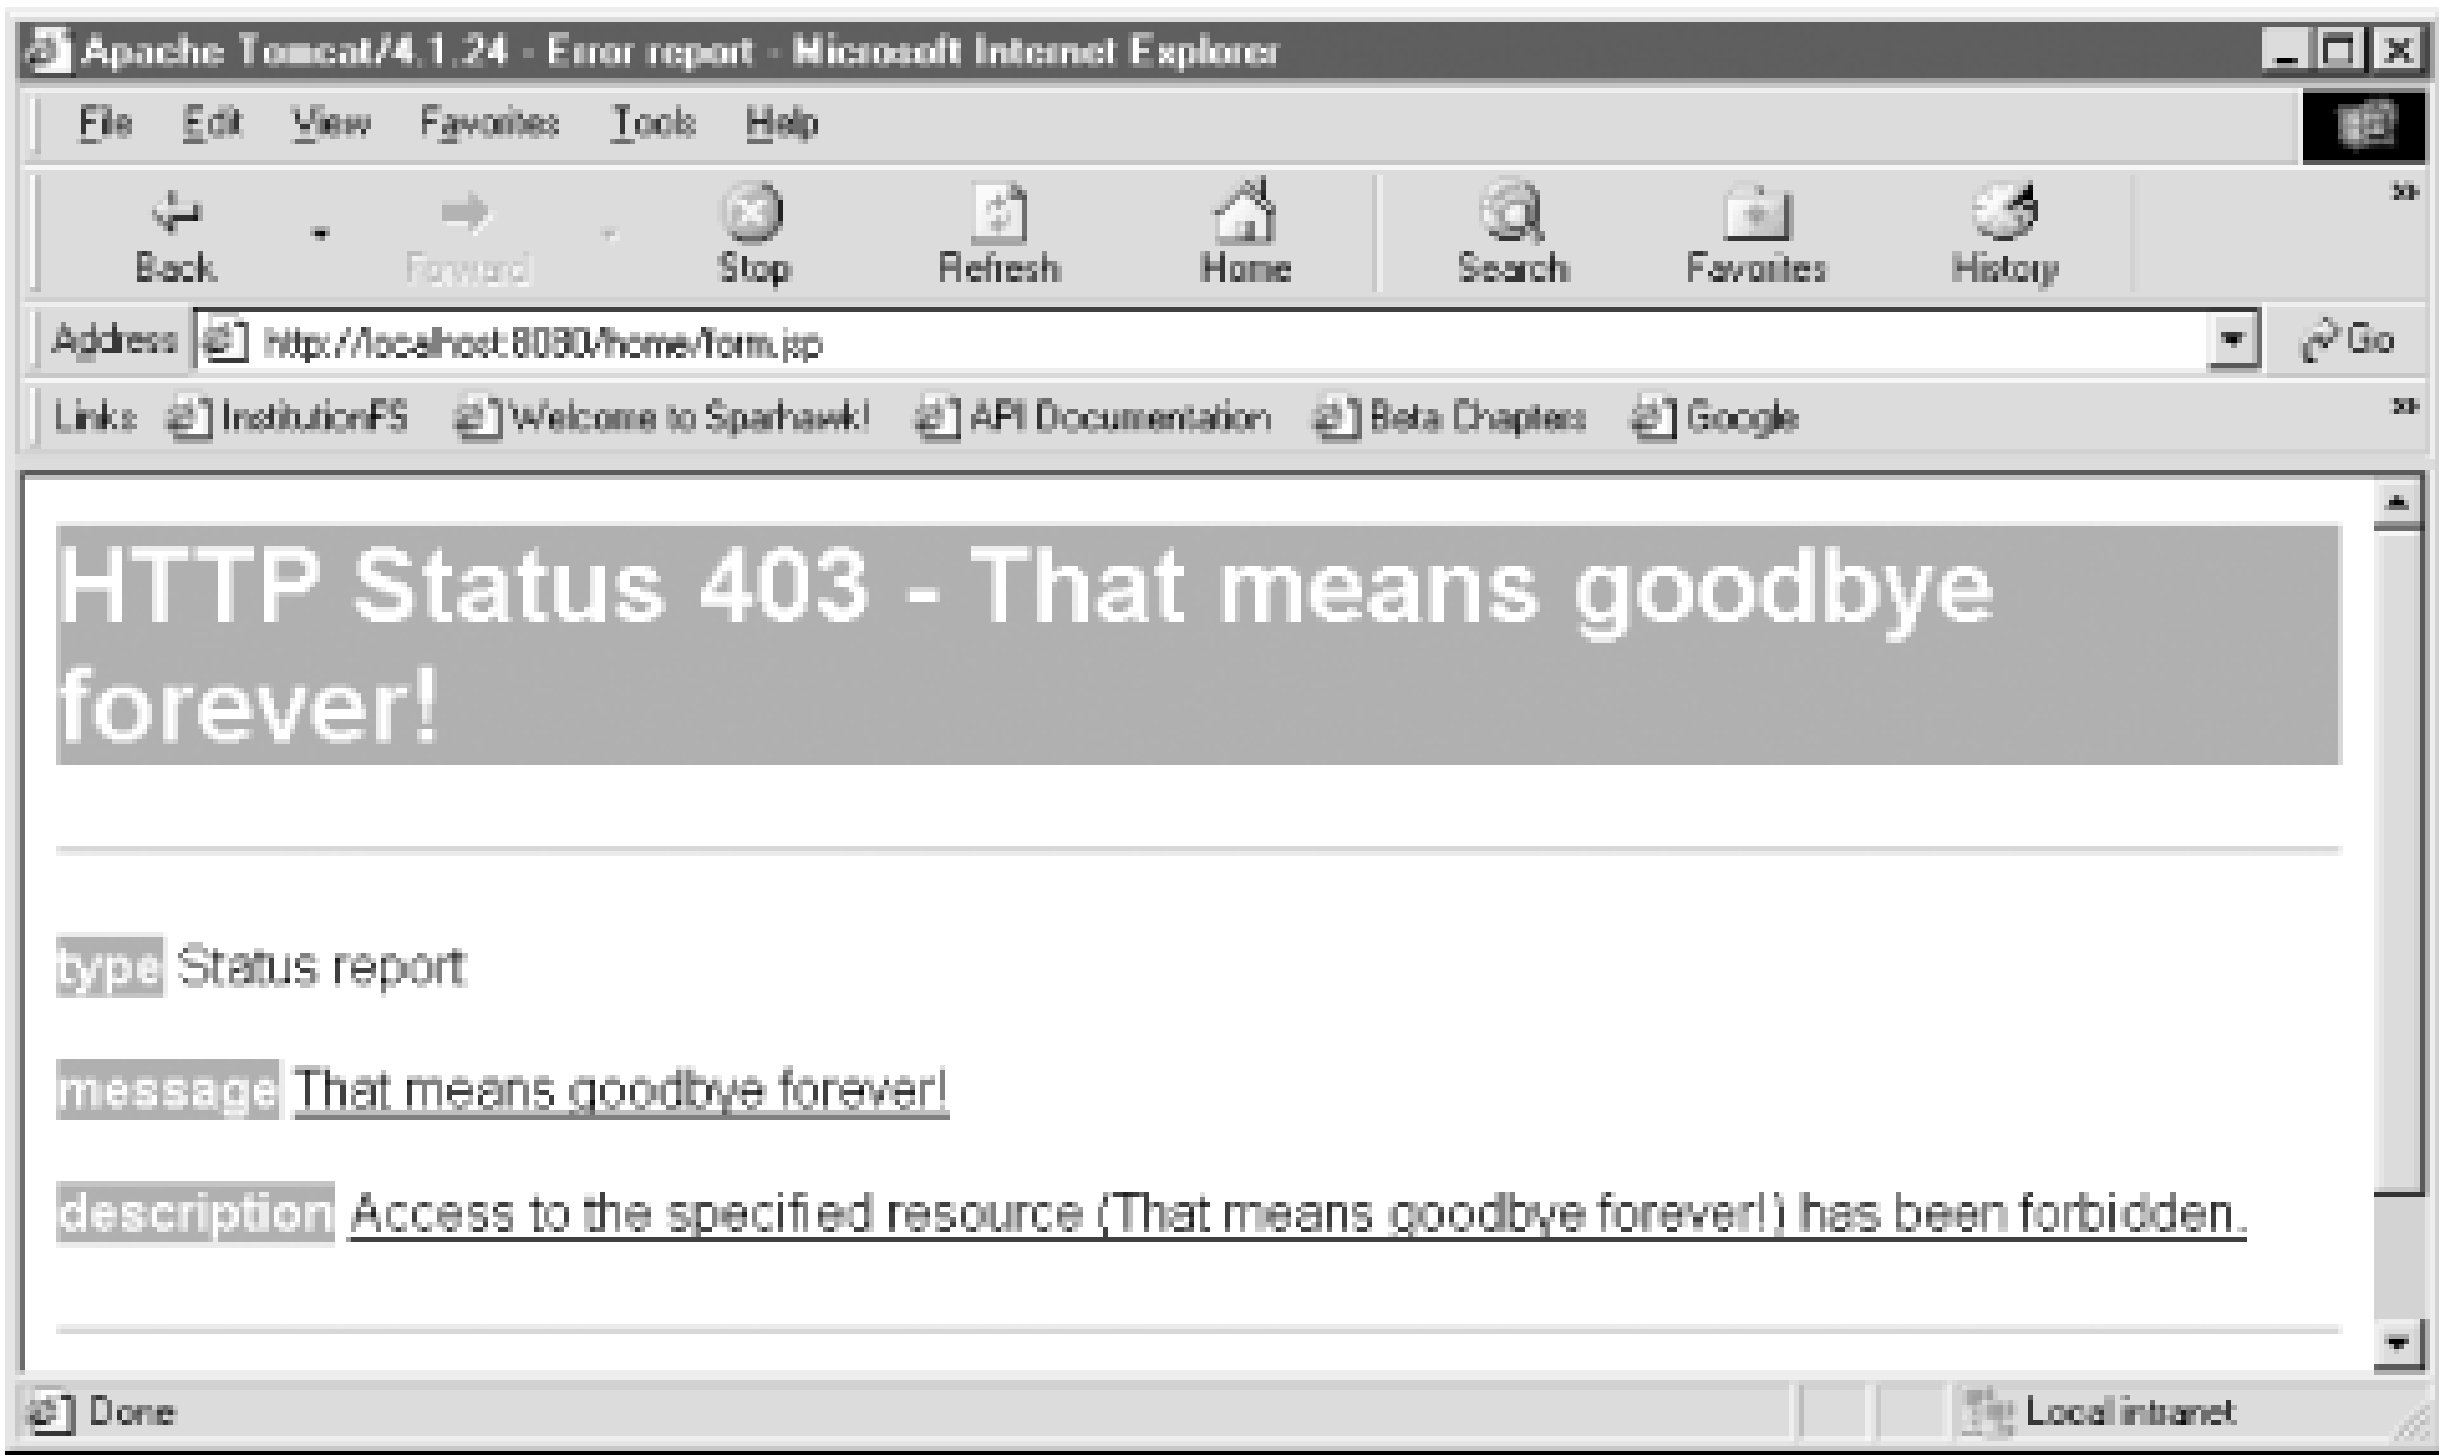 Apache Tomcat/4.1.24 - Error report - Microsoft Internet Explorer
File Edit View Favorites Tools Help
Back Forward Stop Refresh Home Search Favorites History »
Address http://localhost:8080/home/form.jsp Go
Links InstitutionFS Welcome to Sparhawk! API Documentation Beta Chapters Google »
HTTP Status 403 - That means goodbye
forever!
type Status report
message That means goodbye forever!
description Access to the specified resource (That means goodbye forever!) has been forbidden.
Done Local intranet